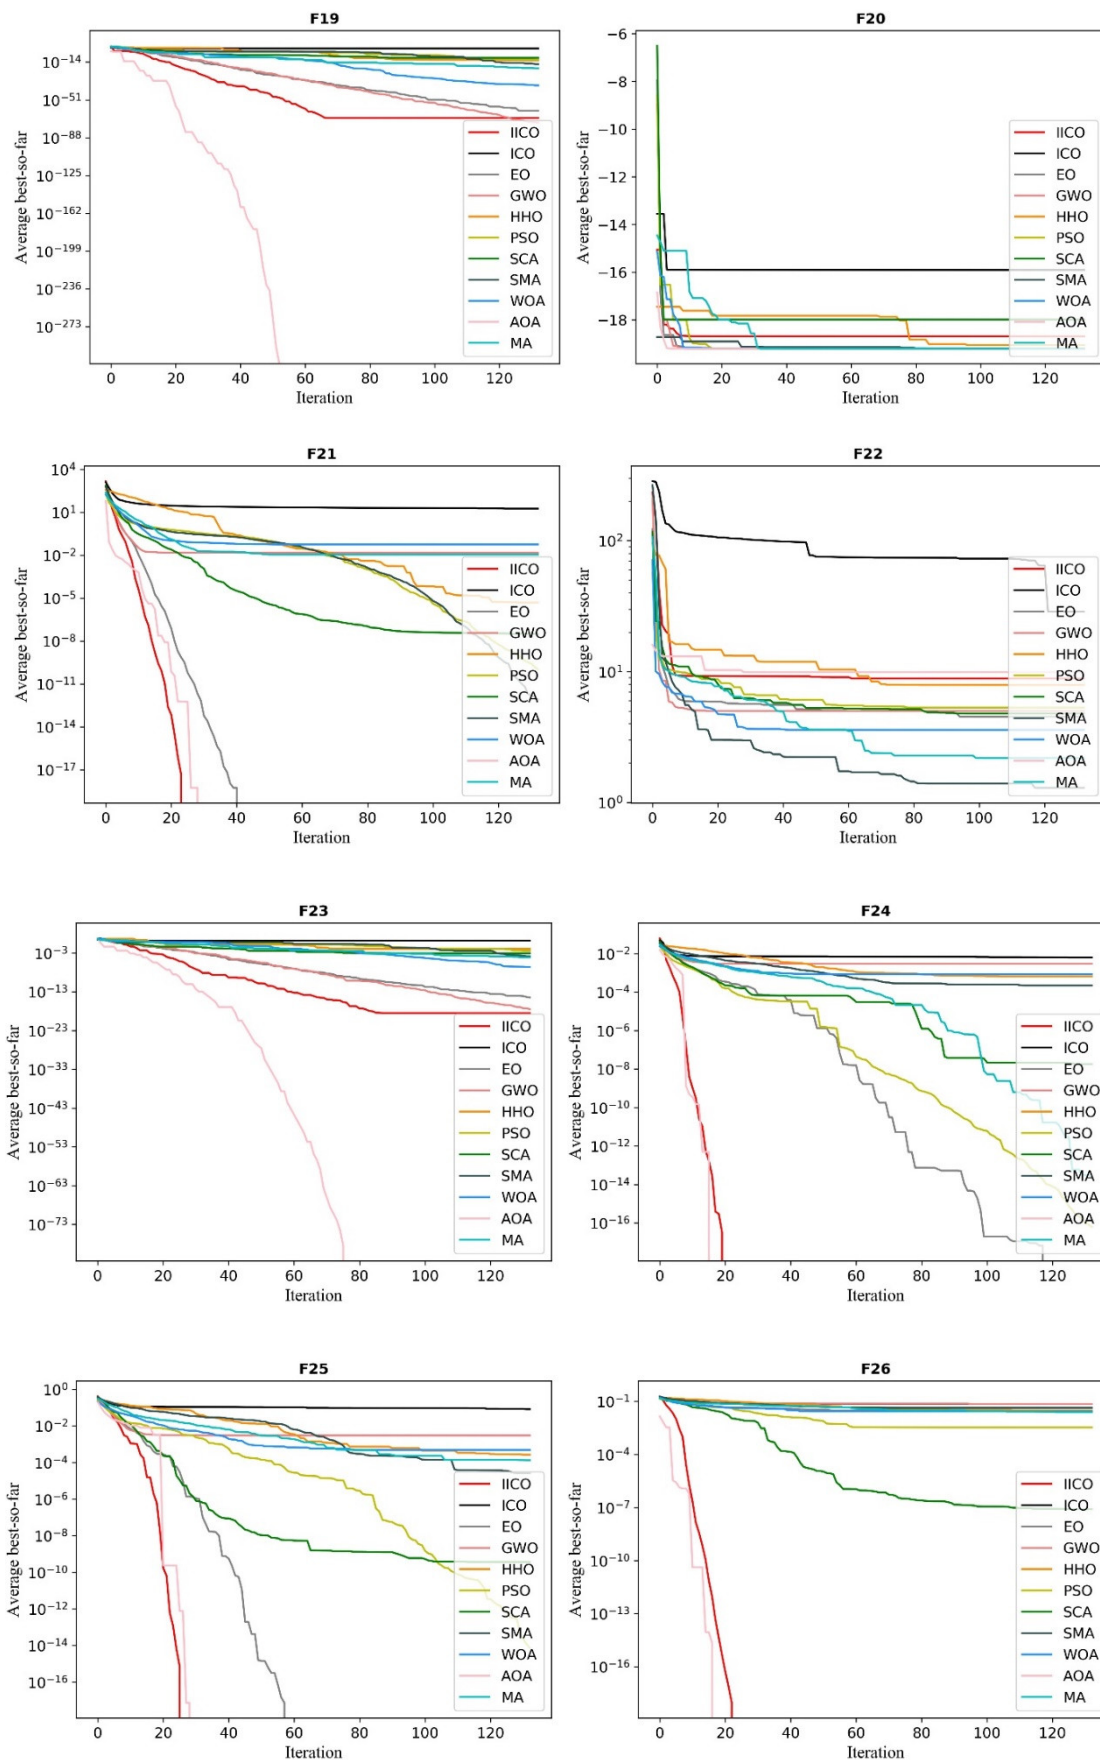 F19
Average best-so-far
10^-14
10^-51
10^-88
10^-125
10^-162
10^-199
10^-236
10^-273
0 20 40 60 80 100 120
Iteration
IICO
ICO
EO
GWO
HHO
PSO
SCA
SMA
WOA
AOA
MA
F20
Average best-so-far
−6
−8
−10
−12
−14
−16
−18
0 20 40 60 80 100 120
Iteration
IICO
ICO
EO
GWO
HHO
PSO
SCA
SMA
WOA
AOA
MA
F21
Average best-so-far
10^4
10^1
10^-2
10^-5
10^-8
10^-11
10^-14
10^-17
0 20 40 60 80 100 120
Iteration
IICO
ICO
EO
GWO
HHO
PSO
SCA
SMA
WOA
AOA
MA
F22
Average best-so-far
10^2
10^1
10^0
0 20 40 60 80 100 120
Iteration
IICO
ICO
EO
GWO
HHO
PSO
SCA
SMA
WOA
AOA
MA
F23
Average best-so-far
10^-3
10^-13
10^-23
10^-33
10^-43
10^-53
10^-63
10^-73
0 20 40 60 80 100 120
Iteration
IICO
ICO
EO
GWO
HHO
PSO
SCA
SMA
WOA
AOA
MA
F24
Average best-so-far
10^-2
10^-4
10^-6
10^-8
10^-10
10^-12
10^-14
10^-16
0 20 40 60 80 100 120
Iteration
IICO
ICO
EO
GWO
HHO
PSO
SCA
SMA
WOA
AOA
MA
F25
Average best-so-far
10^0
10^-2
10^-4
10^-6
10^-8
10^-10
10^-12
10^-14
10^-16
0 20 40 60 80 100 120
Iteration
IICO
ICO
EO
GWO
HHO
PSO
SCA
SMA
WOA
AOA
MA
F26
Average best-so-far
10^-1
10^-4
10^-7
10^-10
10^-13
10^-16
0 20 40 60 80 100 120
Iteration
IICO
ICO
EO
GWO
HHO
PSO
SCA
SMA
WOA
AOA
MA